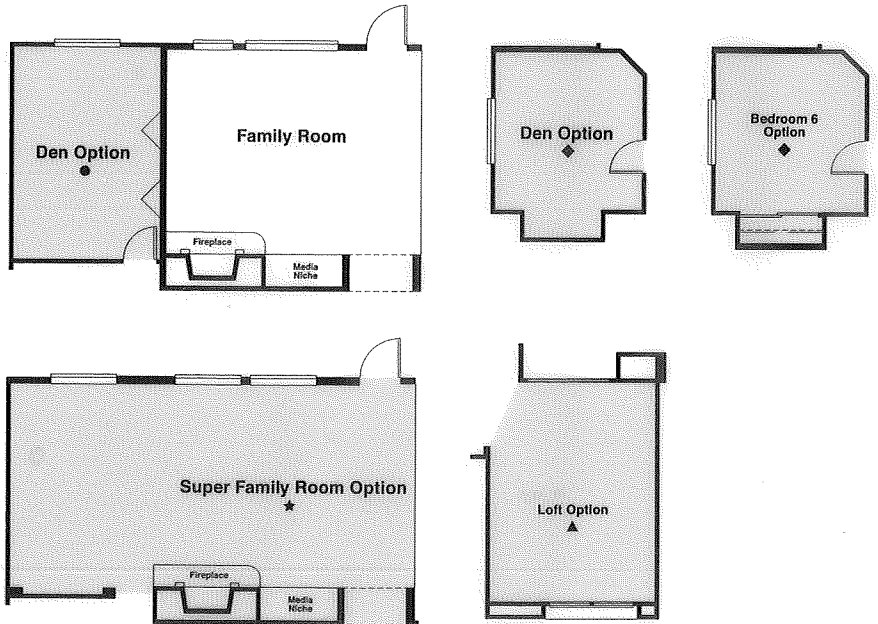 Den Option
Family Room
Fireplace
Media
Niche
Den Option
Bedroom 6
Option
Super Family Room Option
Fireplace
Media
Niche
Loft Option